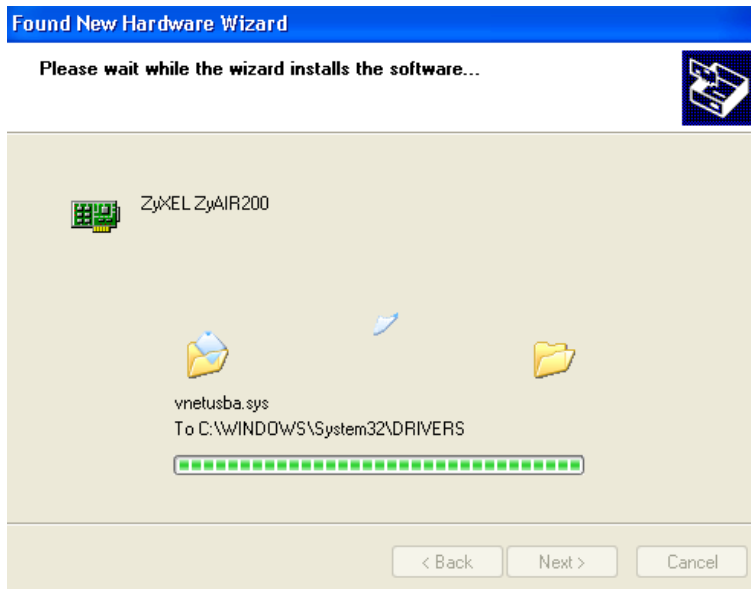 Found New Hardware Wizard
Please wait while the wizard installs the software...
ZyXEL ZyAIR200
vnetusba.sys
To C:\WINDOWS\System32\DRIVERS
< Back
Next >
Cancel